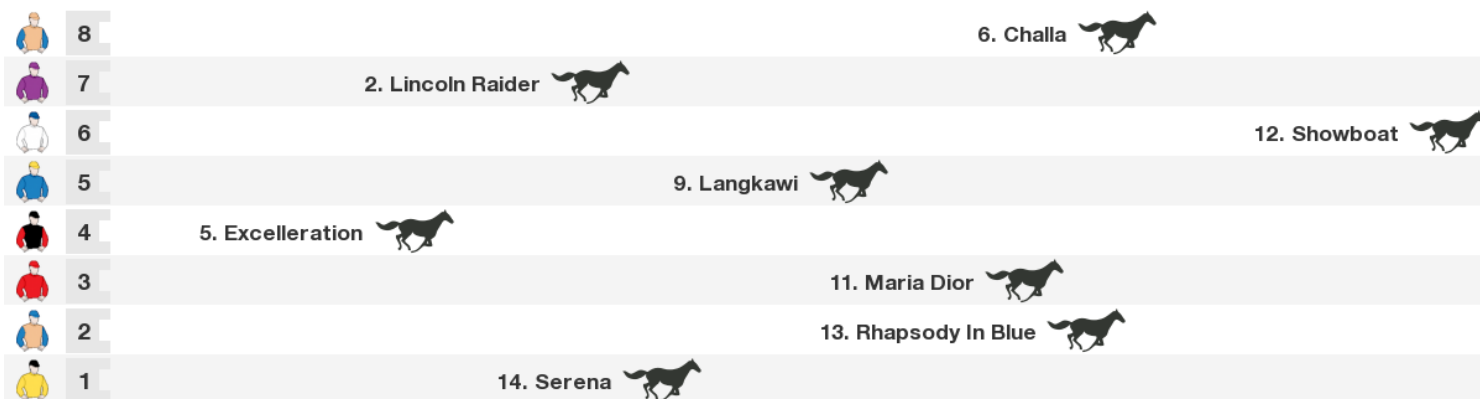 8 6. Challa
7 2. Lincoln Raider
6 12. Showboat
5 9. Langkawi
4 5. Excelleration
3 11. Maria Dior
2 13. Rhapsody In Blue
1 14. Serena